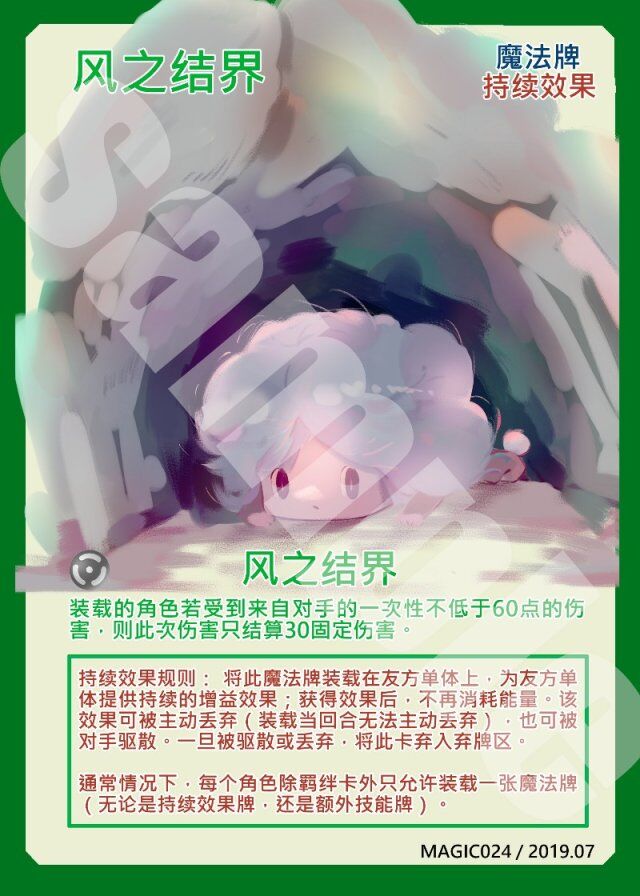 风之结界
魔法牌
持续效果
Sample
风之结界
装载的角色若受到来自对手的一次性不低于60点的伤
害，则此次伤害只结算30固定伤害。
持续效果规则： 将此魔法牌装载在友方单体上，为友方单
体提供持续的增益效果；获得效果后，不再消耗能量。该
效果可被主动丢弃（装载当回合无法主动丢弃），也可被
对手驱散。一旦被驱散或丢弃，将此卡弃入弃牌区。
通常情况下，每个角色除羁绊卡外只允许装载一张魔法牌
（无论是持续效果牌，还是额外技能牌）。
MAGIC024 / 2019.07